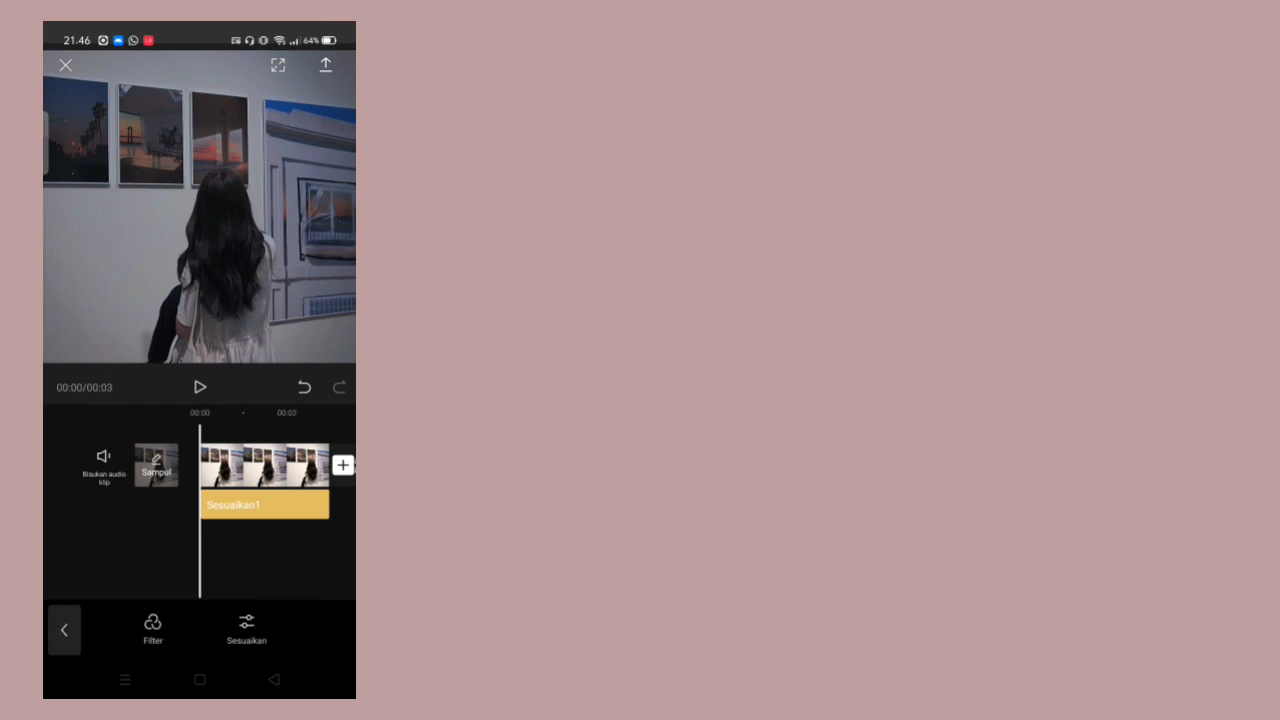 21.46
64%
00:00/00:03
00:00
00:02
Bisukan audio
klip
Sampul
Sesuaikan1
Filter
Sesuaikan